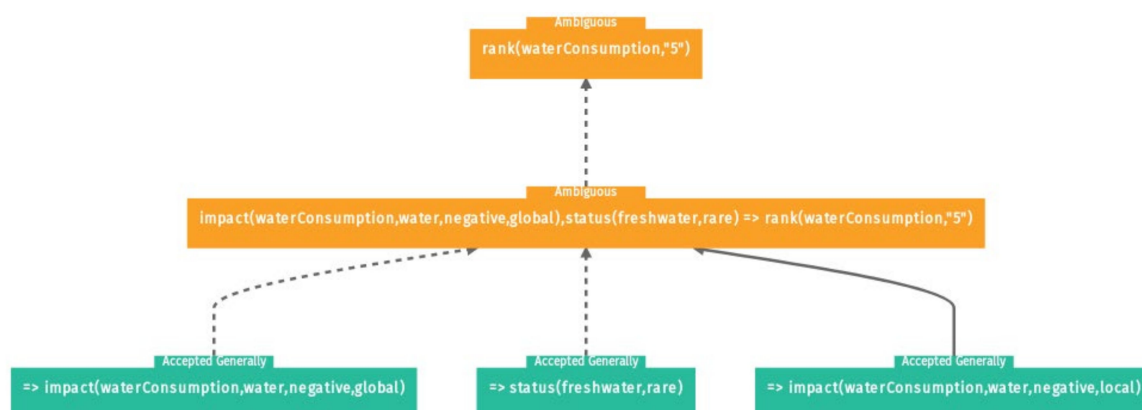 Ambiguous
rank(waterConsumption,"5")
Ambiguous
impact(waterConsumption,water,negative,global),status(freshwater,rare) => rank(waterConsumption,"5")
Accepted Generally
=> impact(waterConsumption,water,negative,global)
Accepted Generally
=> status(freshwater,rare)
Accepted Generally
=> impact(waterConsumption,water,negative,local)